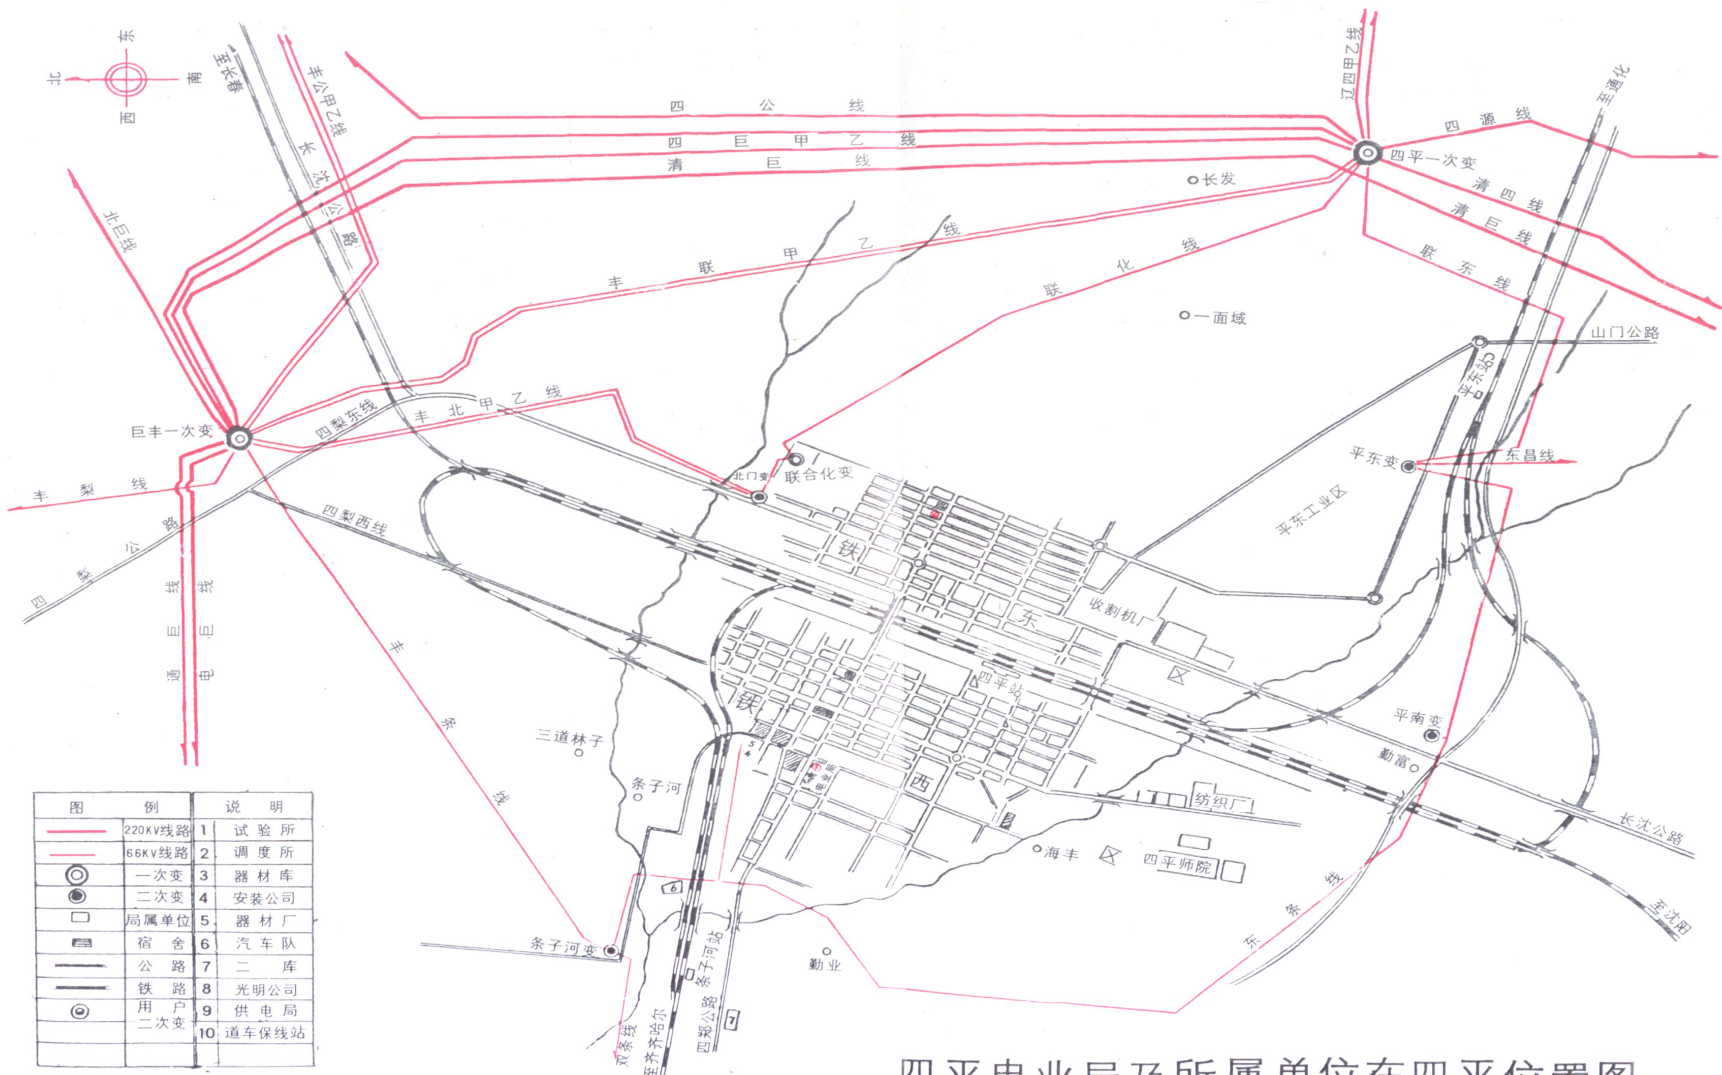 东
北
南
西
至长春
丰公甲乙线
长沈公路
北巨线
四公线
四巨甲乙线
清巨线
辽四甲乙线
四源线
至通化
四平一次变
清四线
清巨线
联东线
长发
丰联甲乙线
联化线
一面域
山门公路
平东站
巨丰一次变
四梨东线
丰北甲乙线
北门变
联合化变
平东变
东昌线
丰梨线
四梨西线
平东工业区
四梨公路
通巨线
电巨线
丰条线
铁东区
收割机厂
四平站
铁西区
三道林子
条子河
平南变
勤富
纺织厂
长沈公路
海丰
四平师院
至沈阳
东条线
条子河变
条子河站
勤业
双条线
至齐齐哈尔
四郑公路
5
4
6
7
图例 说明
220KV线路 1 试验所
66KV线路 2 调度所
一次变 3 器材库
二次变 4 安装公司
局属单位 5 器材厂
宿舍 6 汽车队
公路 7 二库
铁路 8 光明公司
用户 9 供电局
二次变 10 道车保线站
四平电业局及所属单位在四平位置图